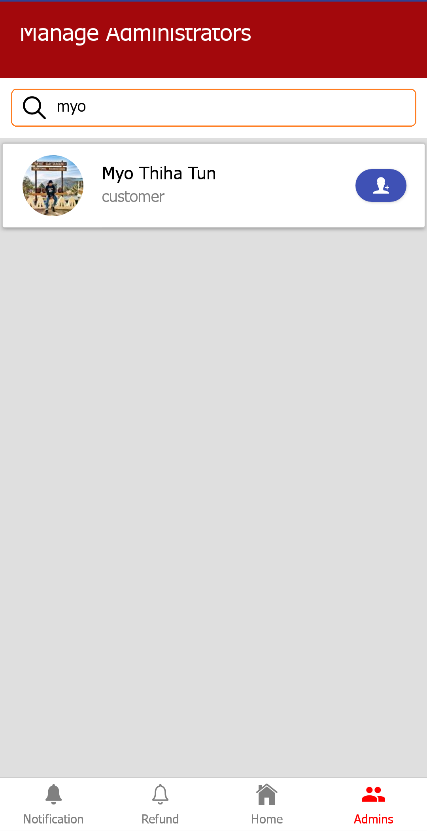 Manage Administrators
myo
Myo Thiha Tun
customer
Notification
Refund
Home
Admins